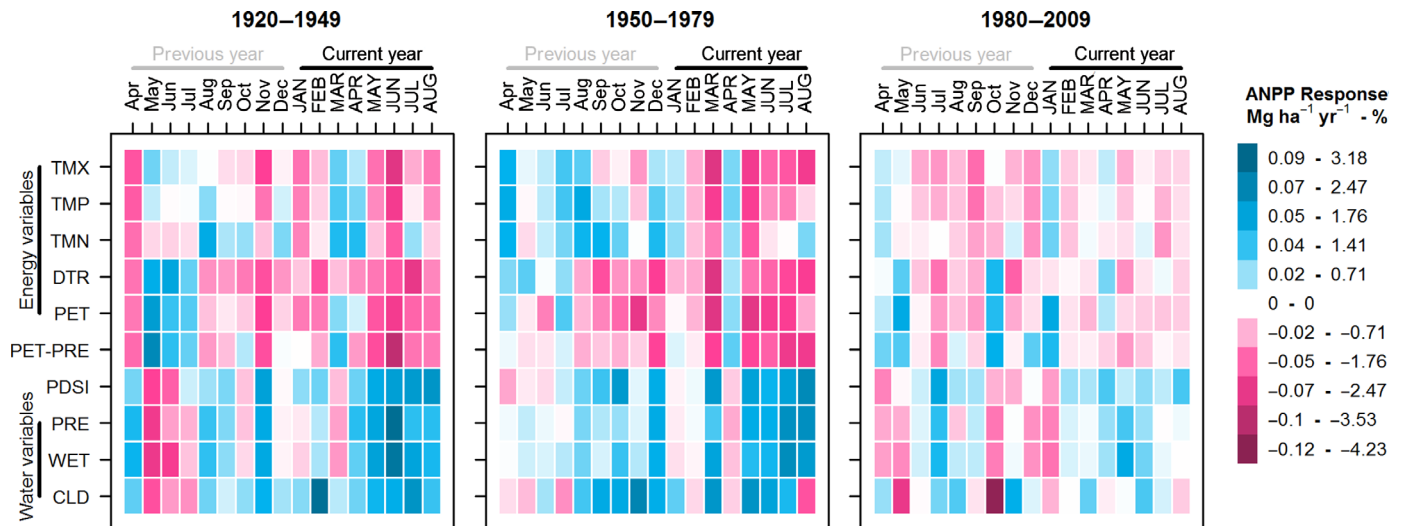 1920–1949 1950–1979 1980–2009
Previous year Current year Previous year Current year Previous year Current year
Apr May Jun Jul Aug Sep Oct Nov Dec JAN FEB MAR APR MAY JUN JUL AUG Apr May Jun Jul Aug Sep Oct Nov Dec JAN FEB MAR APR MAY JUN JUL AUG Apr May Jun Jul Aug Sep Oct Nov Dec JAN FEB MAR APR MAY JUN JUL AUG
Energy variables
TMX
TMP
TMN
DTR
PET
PET-PRE
PDSI
Water variables
PRE
WET
CLD
ANPP Response
Mg ha⁻¹ yr⁻¹ - %
0.09 - 3.18
0.07 - 2.47
0.05 - 1.76
0.04 - 1.41
0.02 - 0.71
0 - 0
−0.02 - −0.71
−0.05 - −1.76
−0.07 - −2.47
−0.1 - −3.53
−0.12 - −4.23